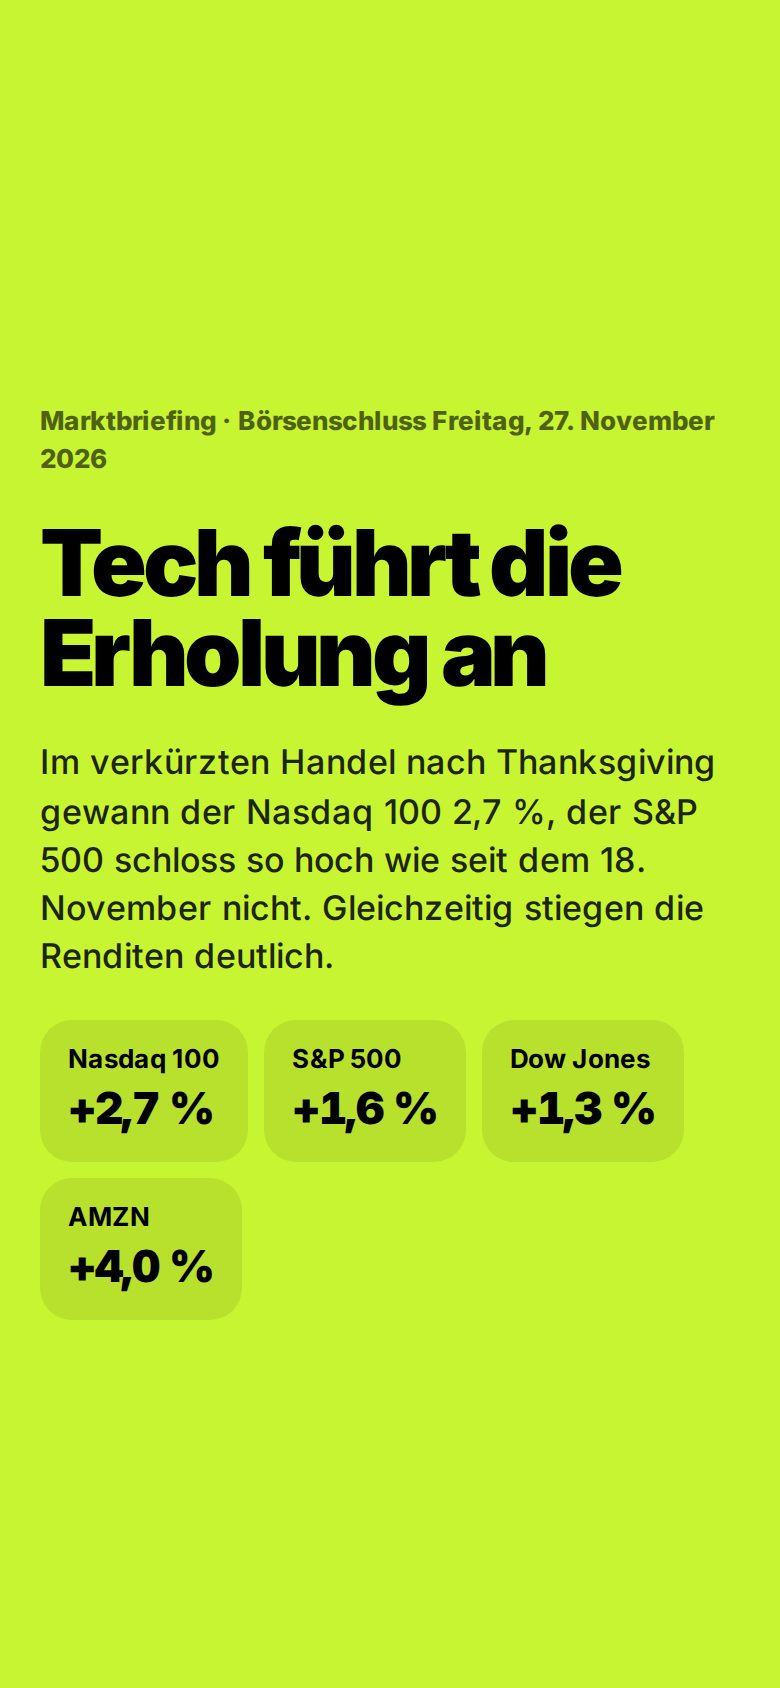 Marktbriefing · Börsenschluss Freitag, 27. November
2026
Tech führt die
Erholung an
Im verkürzten Handel nach Thanksgiving
gewann der Nasdaq 100 2,7 %, der S&P
500 schloss so hoch wie seit dem 18.
November nicht. Gleichzeitig stiegen die
Renditen deutlich.
Nasdaq 100
+2,7 %
S&P 500
+1,6 %
Dow Jones
+1,3 %
AMZN
+4,0 %